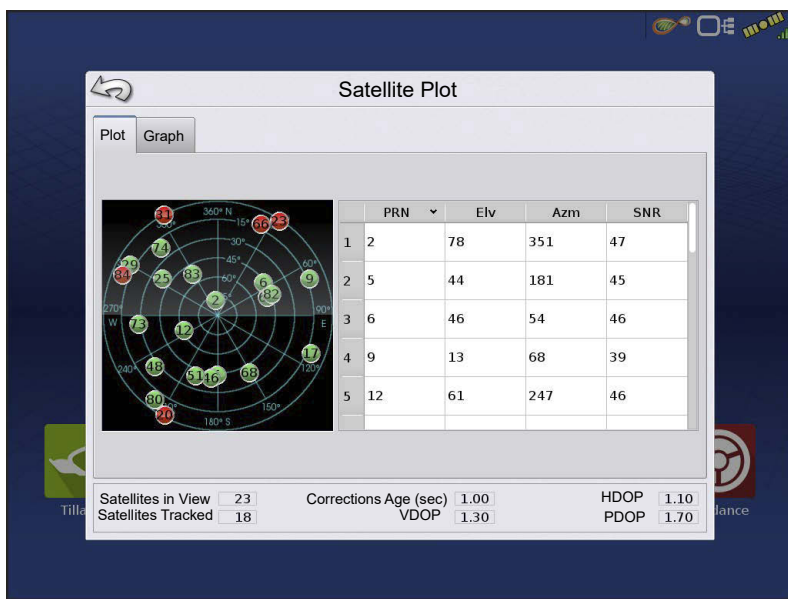 Satellite Plot
Plot Graph
31 360° N 15° 66 23
74 30°
45°
29 60°
84 25 83 60° 6 9
2 82
270° 90°
W 73 12 E
17
240° 48 51 46 68 120°
80 150°
20 180° S
PRN Elv Azm SNR
1 2 78 351 47
2 5 44 181 45
3 6 46 54 46
4 9 13 68 39
5 12 61 247 46
Satellites in View 23 Corrections Age (sec) 1.00 HDOP 1.10
Satellites Tracked 18 VDOP 1.30 PDOP 1.70
Tilla
dance